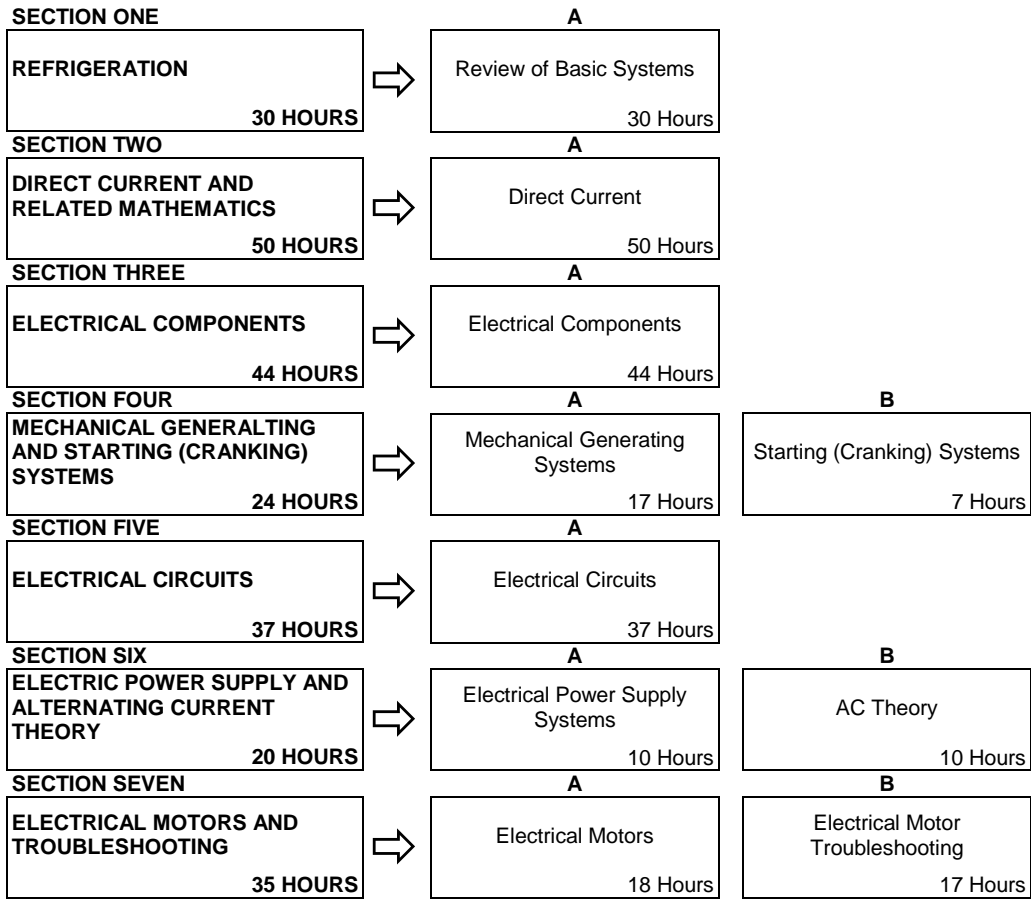 SECTION ONE
A
REFRIGERATION
30 HOURS
Review of Basic Systems
30 Hours
SECTION TWO
A
DIRECT CURRENT AND
RELATED MATHEMATICS
50 HOURS
Direct Current
50 Hours
SECTION THREE
A
ELECTRICAL COMPONENTS
44 HOURS
Electrical Components
44 Hours
SECTION FOUR
A
B
MECHANICAL GENERALTING
AND STARTING (CRANKING)
SYSTEMS
24 HOURS
Mechanical Generating
Systems
17 Hours
Starting (Cranking) Systems
7 Hours
SECTION FIVE
A
ELECTRICAL CIRCUITS
37 HOURS
Electrical Circuits
37 Hours
SECTION SIX
A
B
ELECTRIC POWER SUPPLY AND
ALTERNATING CURRENT
THEORY
20 HOURS
Electrical Power Supply
Systems
10 Hours
AC Theory
10 Hours
SECTION SEVEN
A
B
ELECTRICAL MOTORS AND
TROUBLESHOOTING
35 HOURS
Electrical Motors
18 Hours
Electrical Motor
Troubleshooting
17 Hours